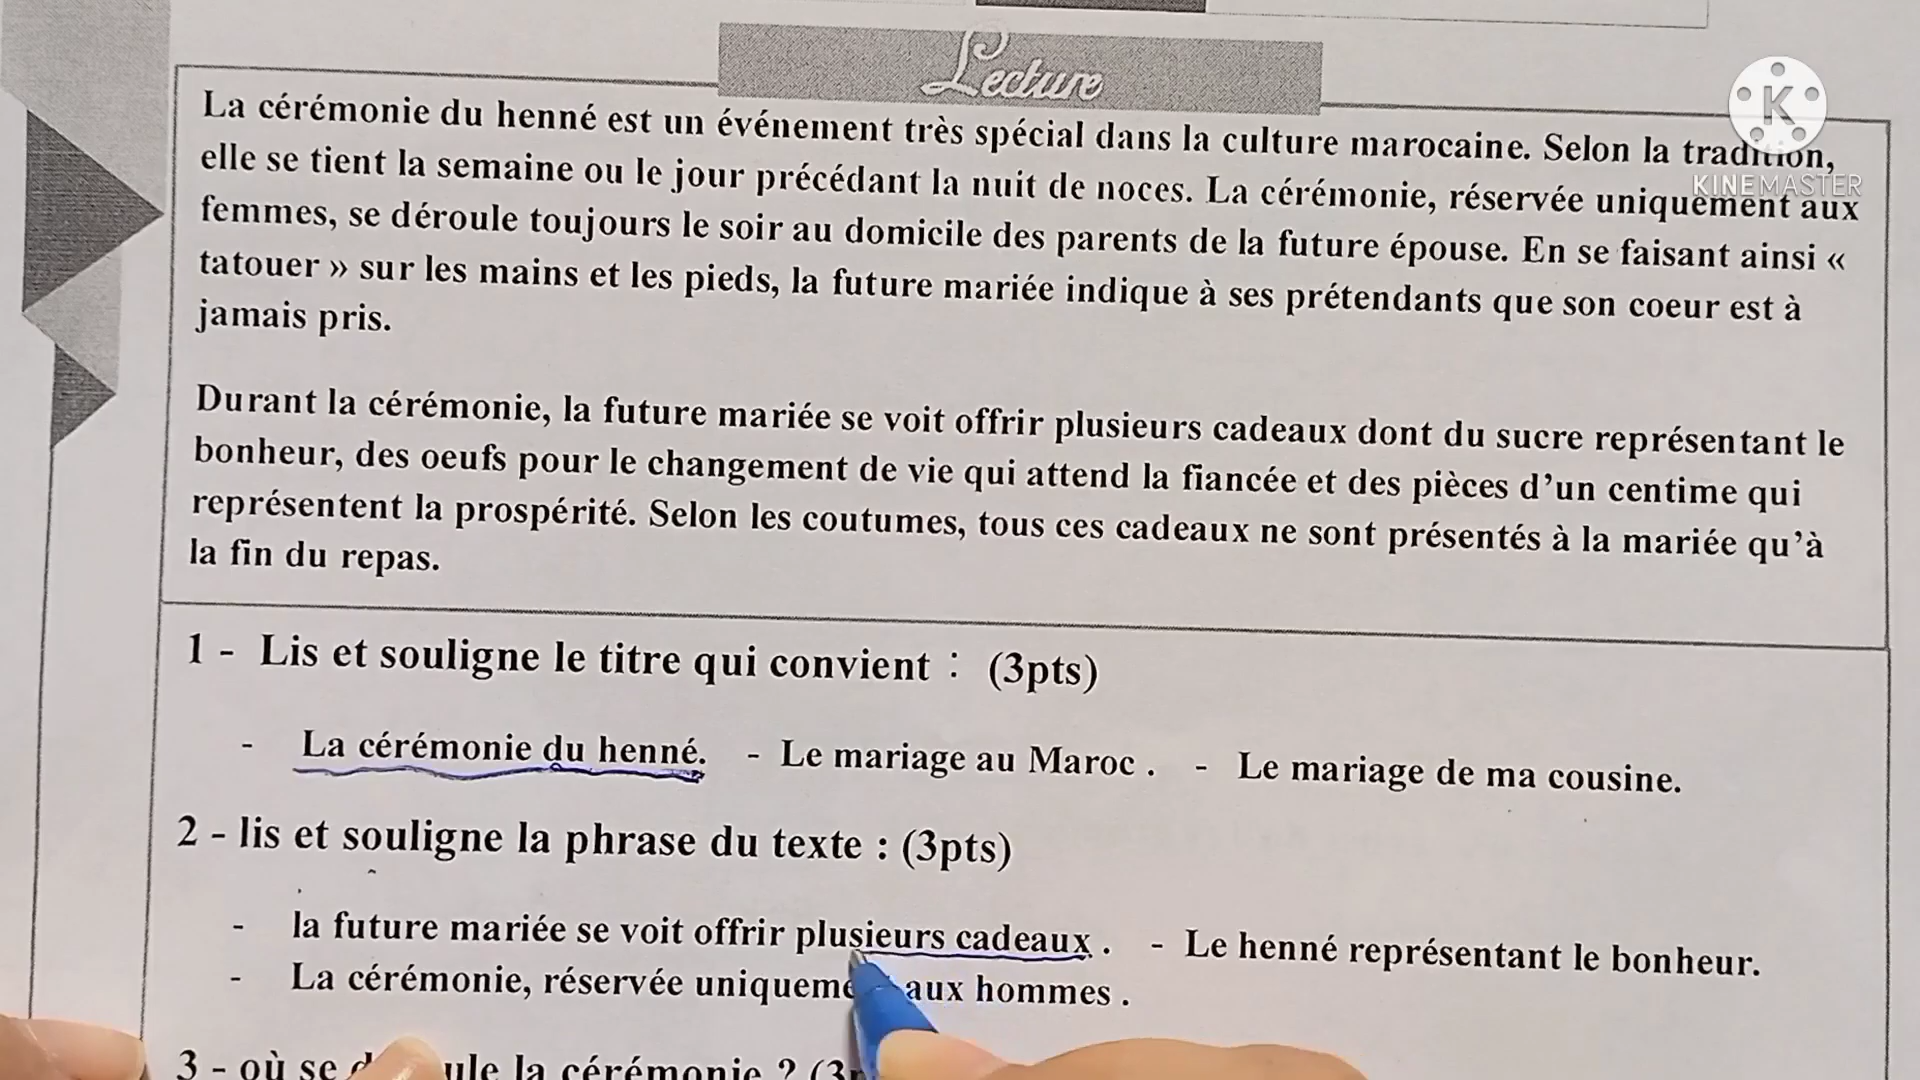 Lecture
La cérémonie du henné est un événement très spécial dans la culture marocaine. Selon la tradition,
elle se tient la semaine ou le jour précédant la nuit de noces. La cérémonie, réservée uniquement aux
femmes, se déroule toujours le soir au domicile des parents de la future épouse. En se faisant ainsi «
tatouer » sur les mains et les pieds, la future mariée indique à ses prétendants que son coeur est à
jamais pris.
Durant la cérémonie, la future mariée se voit offrir plusieurs cadeaux dont du sucre représentant le
bonheur, des oeufs pour le changement de vie qui attend la fiancée et des pièces d'un centime qui
représentent la prospérité. Selon les coutumes, tous ces cadeaux ne sont présentés à la mariée qu'à
la fin du repas.
1 - Lis et souligne le titre qui convient : (3pts)
- La cérémonie du henné. - Le mariage au Maroc . - Le mariage de ma cousine.
2 - lis et souligne la phrase du texte : (3pts)
- la future mariée se voit offrir plusieurs cadeaux . - Le henné représentant le bonheur.
- La cérémonie, réservée aux hommes .
3 - où se la cérémonie ?
K
KINEMASTER